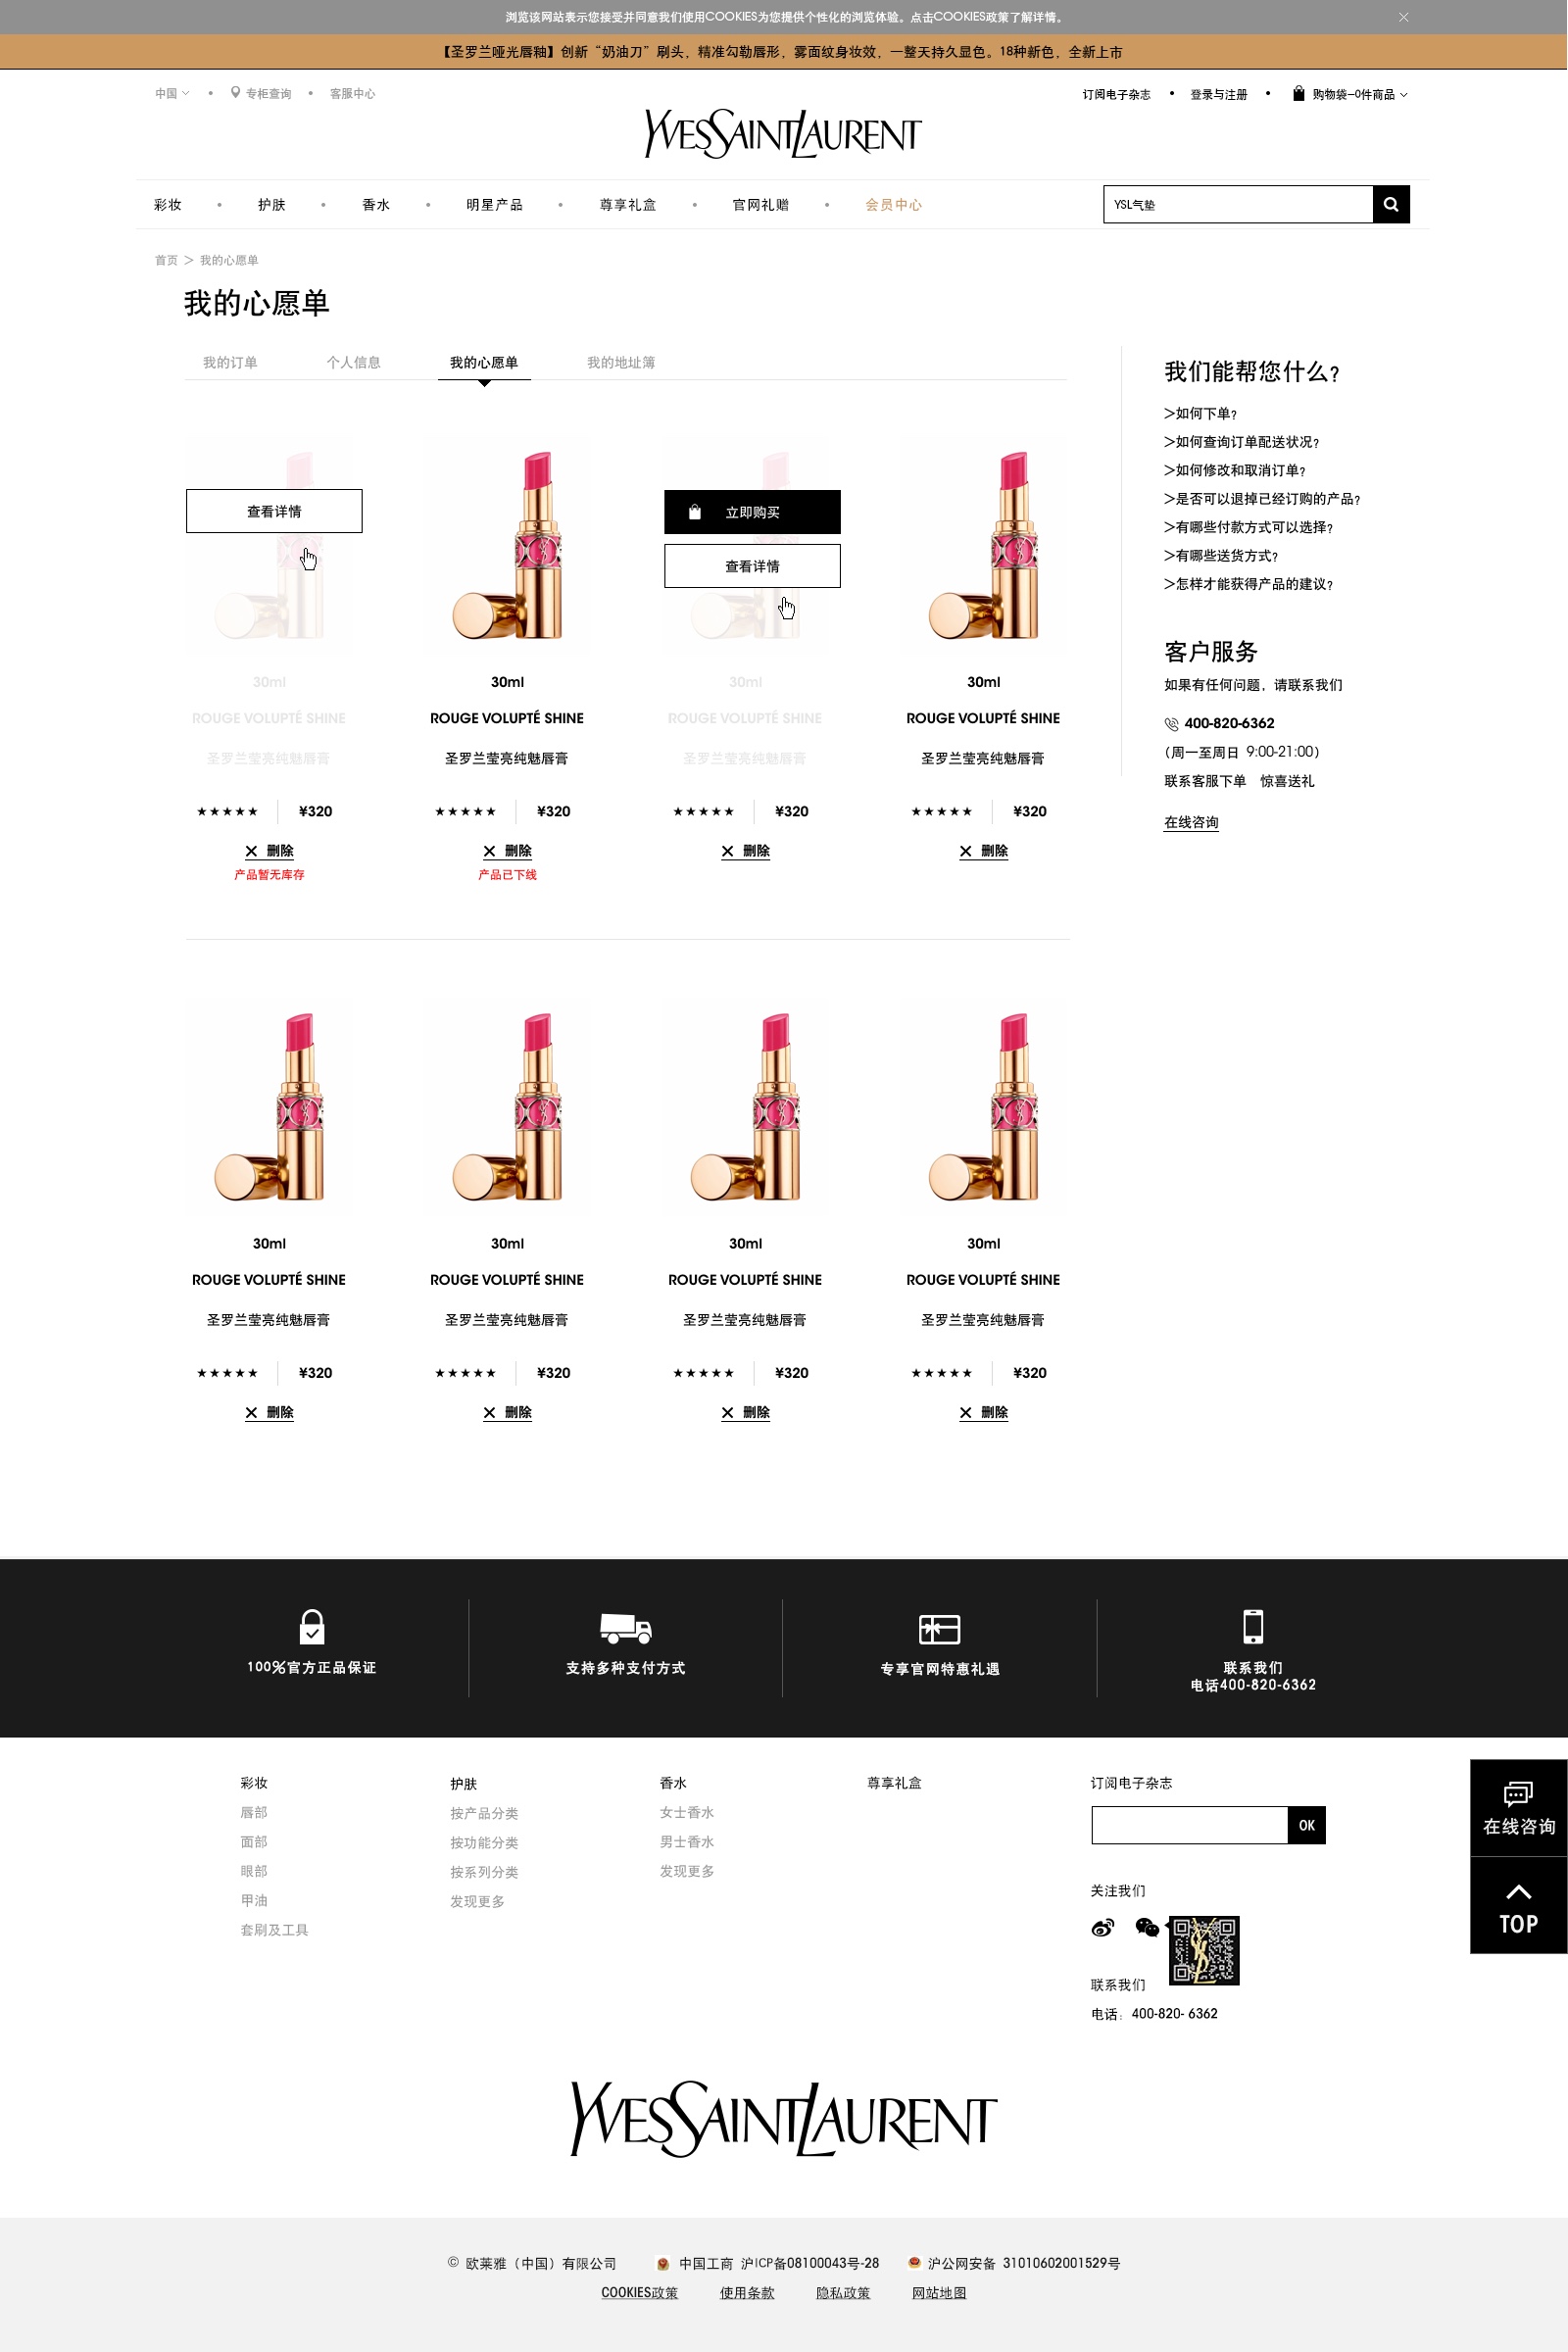 浏览该网站表示您接受并同意我们使用COOKIES为您提供个性化的浏览体验。点击COOKIES政策了解详情。
【圣罗兰哑光唇釉】创新“奶油刀”刷头，精准勾勒唇形，雾面纹身妆效，一整天持久显色。18种新色，全新上市
中国 • 专柜查询 • 客服中心
订阅电子杂志 • 登录与注册 • 购物袋-0件商品
YVESSAINTLAURENT
彩妆 • 护肤 • 香水 • 明星产品 • 尊享礼盒 • 官网礼赠 • 会员中心
YSL气垫
首页 > 我的心愿单
我的心愿单
我的订单 个人信息 我的心愿单 我的地址簿
查看详情
立即购买
查看详情
30ml 30ml 30ml 30ml
ROUGE VOLUPTÉ SHINE ROUGE VOLUPTÉ SHINE ROUGE VOLUPTÉ SHINE ROUGE VOLUPTÉ SHINE
圣罗兰莹亮纯魅唇膏 圣罗兰莹亮纯魅唇膏 圣罗兰莹亮纯魅唇膏 圣罗兰莹亮纯魅唇膏
★★★★★ ¥320 ★★★★★ ¥320 ★★★★★ ¥320 ★★★★★ ¥320
删除 删除 删除 删除
产品暂无库存 产品已下线
我们能帮您什么?
>如何下单?
>如何查询订单配送状况?
>如何修改和取消订单?
>是否可以退掉已经订购的产品?
>有哪些付款方式可以选择?
>有哪些送货方式?
>怎样才能获得产品的建议?
客户服务
如果有任何问题，请联系我们
400-820-6362
(周一至周日 9:00-21:00)
联系客服下单 惊喜送礼
在线咨询
30ml 30ml 30ml 30ml
ROUGE VOLUPTÉ SHINE ROUGE VOLUPTÉ SHINE ROUGE VOLUPTÉ SHINE ROUGE VOLUPTÉ SHINE
圣罗兰莹亮纯魅唇膏 圣罗兰莹亮纯魅唇膏 圣罗兰莹亮纯魅唇膏 圣罗兰莹亮纯魅唇膏
★★★★★ ¥320 ★★★★★ ¥320 ★★★★★ ¥320 ★★★★★ ¥320
删除 删除 删除 删除
100%官方正品保证
支持多种支付方式
专享官网特惠礼遇
联系我们
电话400-820-6362
彩妆
唇部
面部
眼部
甲油
套刷及工具
护肤
按产品分类
按功能分类
按系列分类
发现更多
香水
女士香水
男士香水
发现更多
尊享礼盒
订阅电子杂志
OK
关注我们
联系我们
电话：400-820- 6362
在线咨询
TOP
YVESSAINTLAURENT
© 欧莱雅（中国）有限公司 中国工商 沪ICP备08100043号-28 沪公网安备 31010602001529号
COOKIES政策 使用条款 隐私政策 网站地图